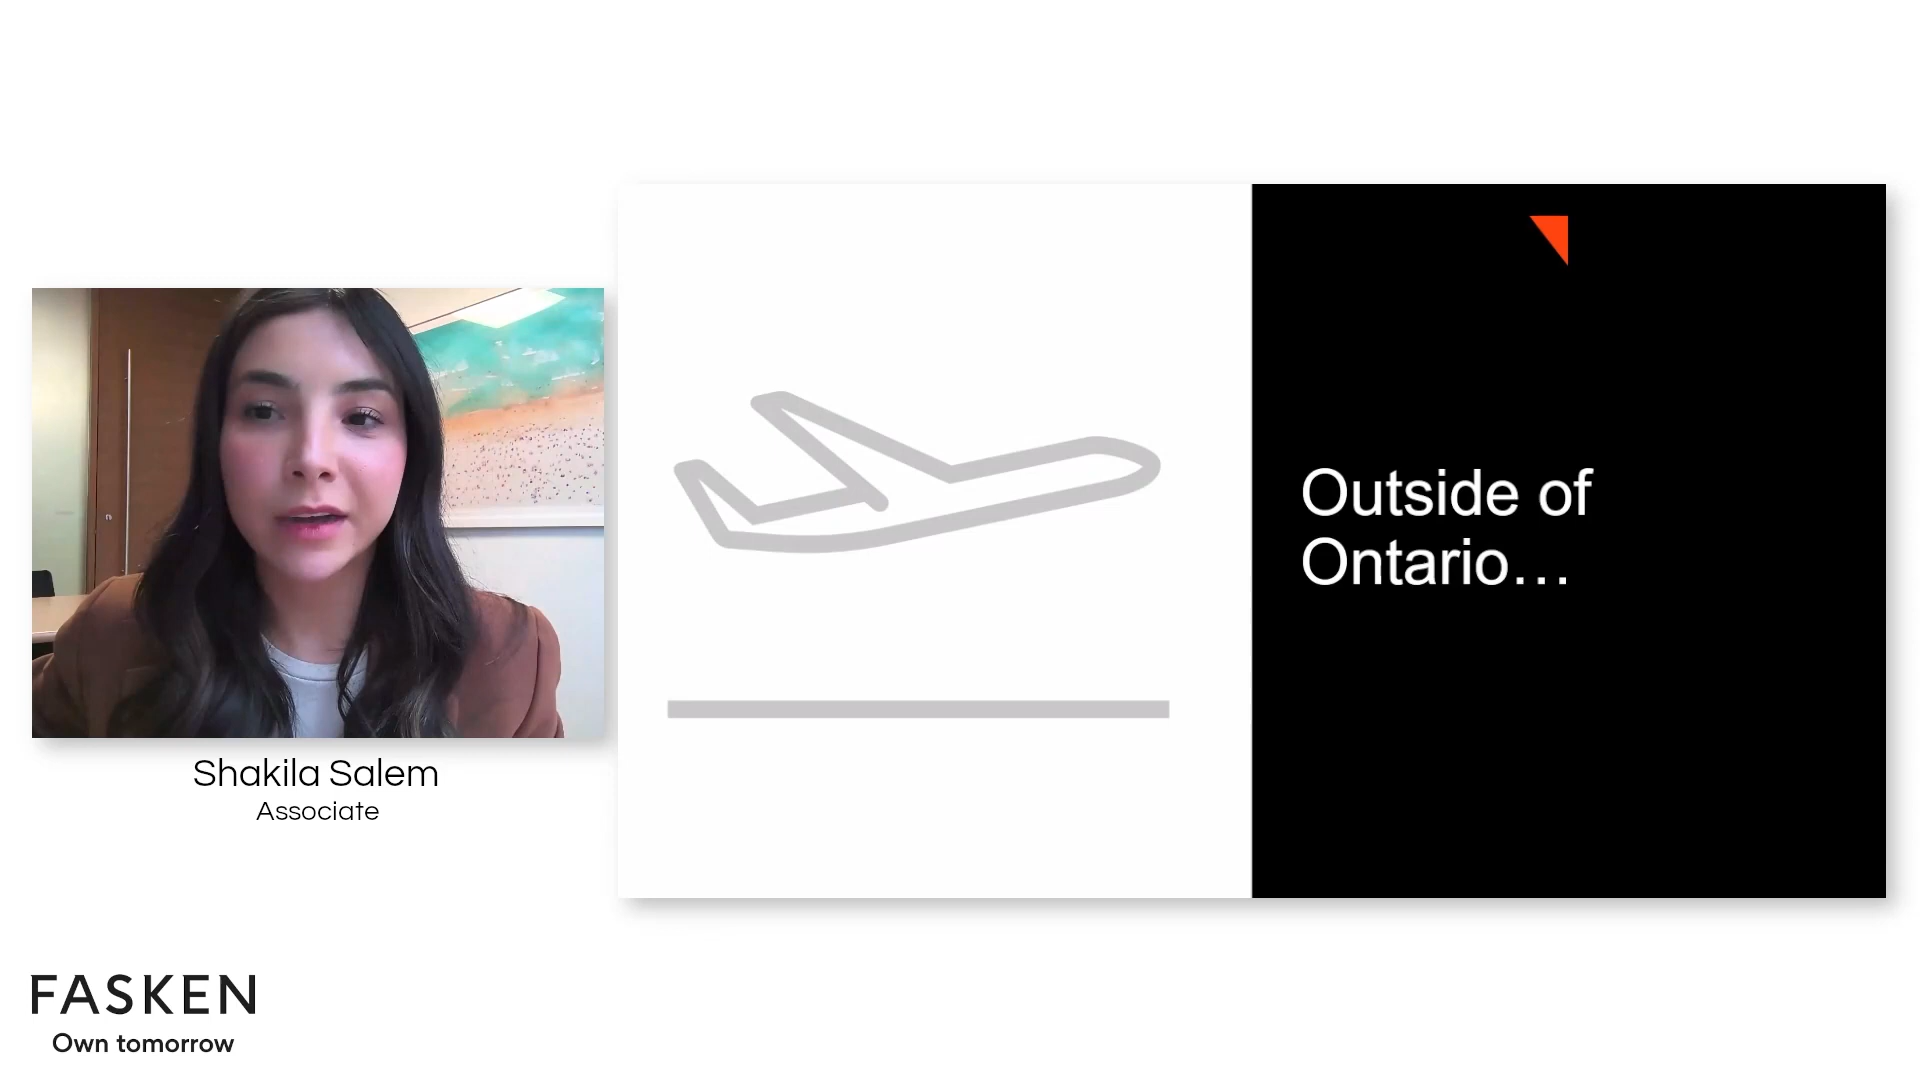 Outside of
Ontario…
Shakila Salem
Associate
FASKEN
Own tomorrow